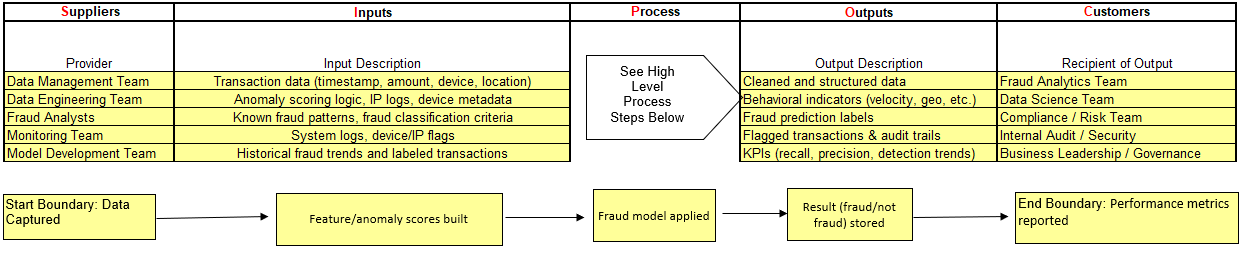 Suppliers Inputs Process Outputs Customers
Provider Input Description Output Description Recipient of Output
See High
Level
Process
Steps Below
Data Management Team Transaction data (timestamp, amount, device, location) Cleaned and structured data Fraud Analytics Team
Data Engineering Team Anomaly scoring logic, IP logs, device metadata Behavioral indicators (velocity, geo, etc.) Data Science Team
Fraud Analysts Known fraud patterns, fraud classification criteria Fraud prediction labels Compliance / Risk Team
Monitoring Team System logs, device/IP flags Flagged transactions & audit trails Internal Audit / Security
Model Development Team Historical fraud trends and labeled transactions KPIs (recall, precision, detection trends) Business Leadership / Governance
Start Boundary: Data
Captured
Feature/anomaly scores built
Fraud model applied
Result (fraud/not
fraud) stored
End Boundary: Performance metrics
reported